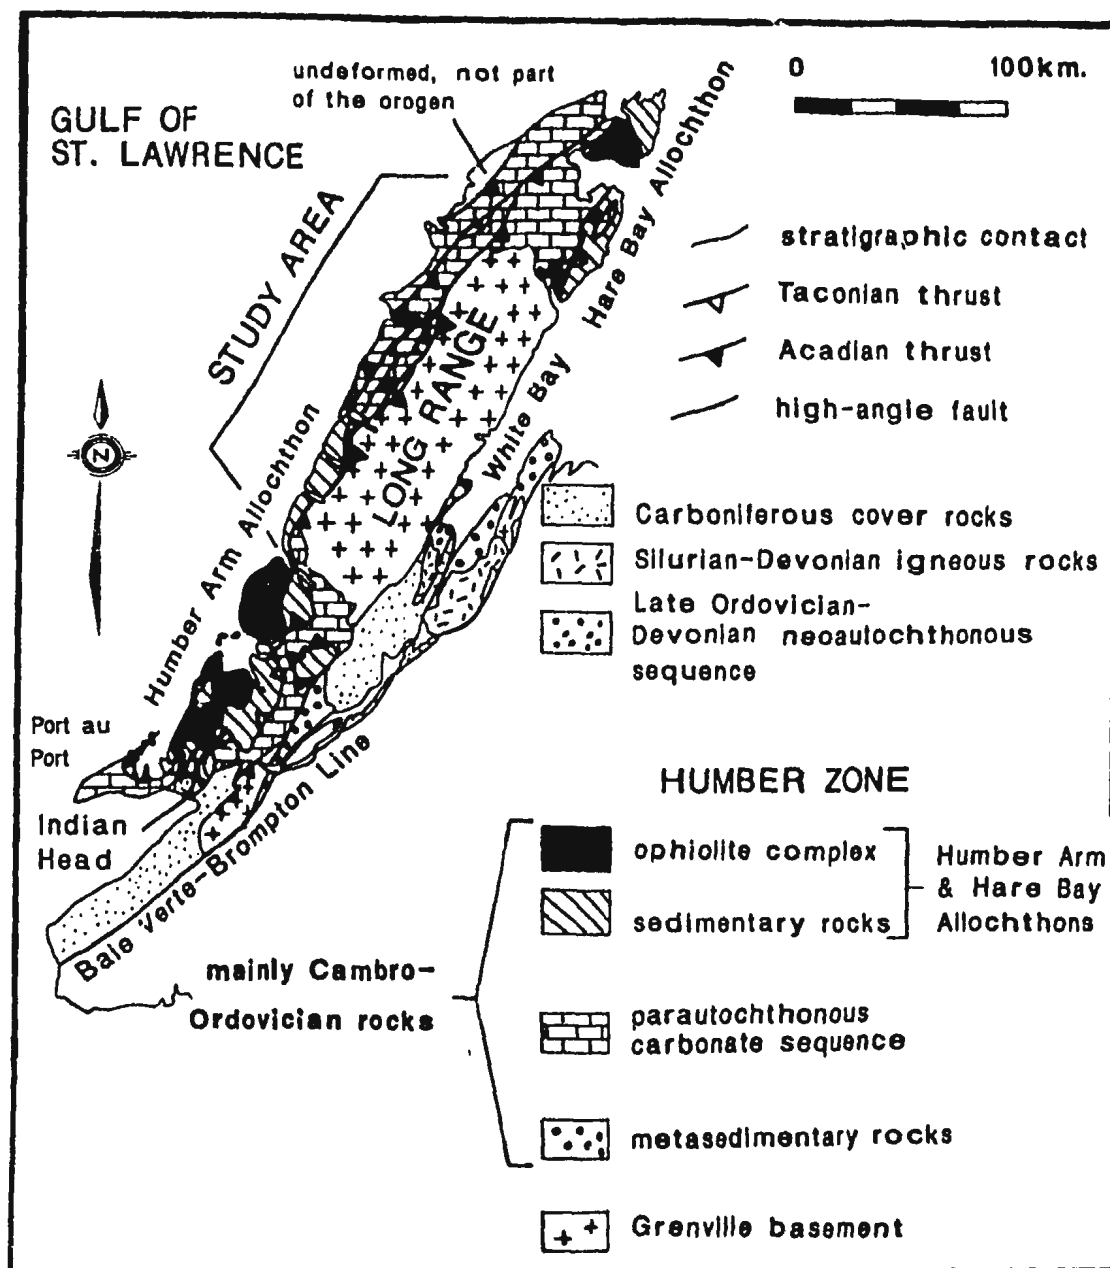 undeformed, not part
of the orogen
GULF OF
ST. LAWRENCE
0 100km.
STUDY AREA
Hare Bay Allochthon
stratigraphic contact
Taconian thrust
Acadian thrust
high-angle fault
LONG RANGE
White Bay
N
Humber Arm Allochthon
Carboniferous cover rocks
Silurian-Devonian igneous rocks
Late Ordovician-
Devonian neoautochthonous
sequence
Port au
Port
Indian
Head
Baie Verte-Brompton Line
HUMBER ZONE
ophiolite complex
sedimentary rocks
Humber Arm
& Hare Bay
Allochthons
mainly Cambro-
Ordovician rocks
parautochthonous
carbonate sequence
metasedimentary rocks
Grenville basement